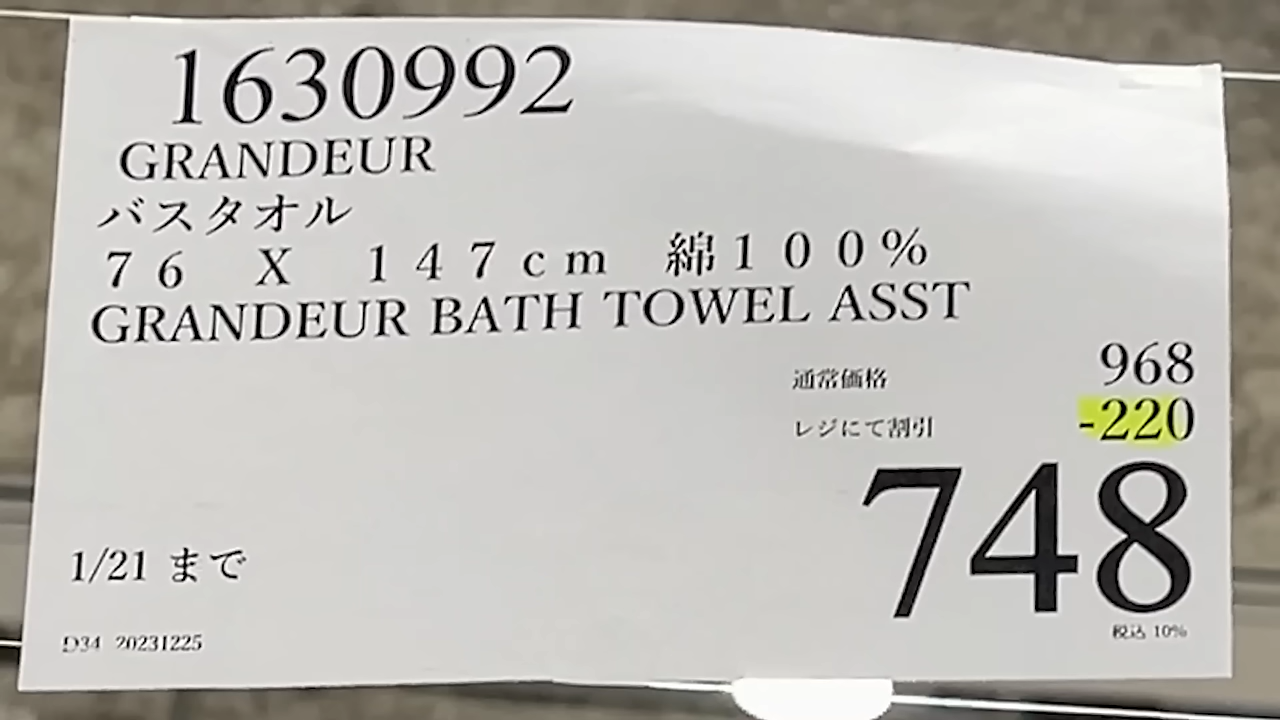 1630992
GRANDEUR
バスタオル
７６　Ｘ　１４７ｃｍ　綿１００％
GRANDEUR BATH TOWEL ASST
通常価格 968
レジにて割引 -220
748
税込 10%
1/21 まで
D34 20231225